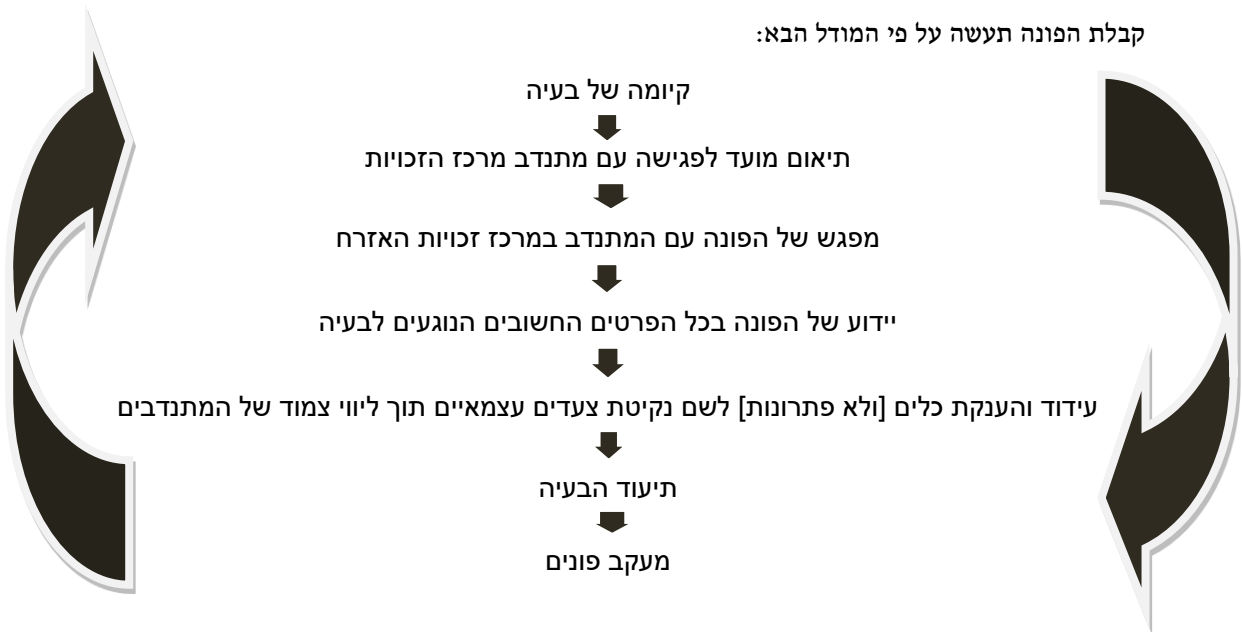 קבלת הפונה תעשה על פי המודל הבא:
קיומה של בעיה
תיאום מועד לפגישה עם מתנדב מרכז הזכויות
מפגש של הפונה עם המתנדב במרכז זכויות האזרח
יידוע של הפונה בכל הפרטים החשובים הנוגעים לבעיה
עידוד והענקת כלים [ולא פתרונות] לשם נקיטת צעדים עצמאיים תוך ליווי צמוד של המתנדבים
תיעוד הבעיה
מעקב פונים